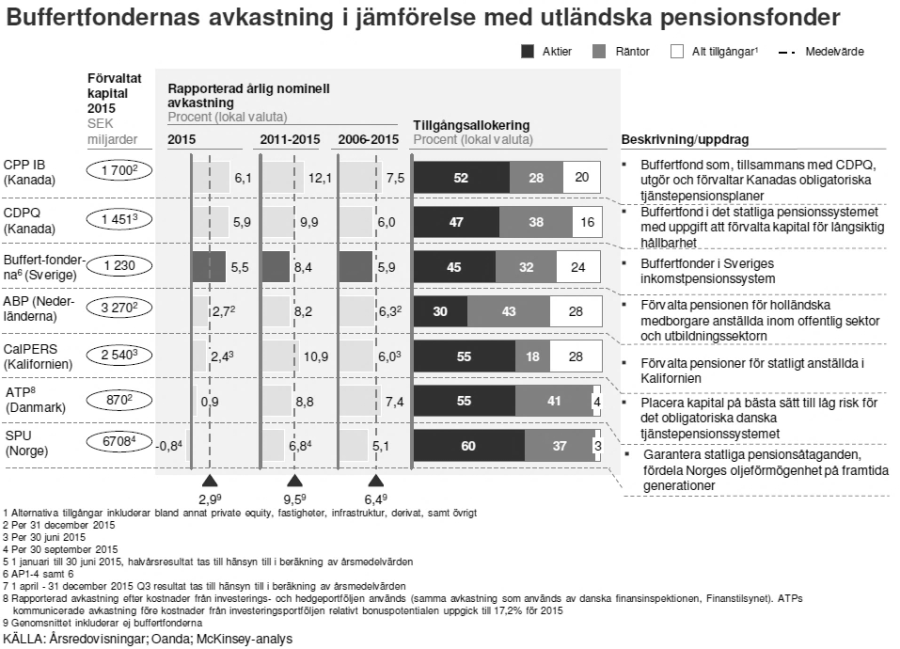 Buffertfondernas avkastning i jämförelse med utländska pensionsfonder
Aktier Räntor Alt tillgångar¹ Medelvärde
Förvaltat
kapital
2015
SEK
miljarder
Rapporterad årlig nominell
avkastning
Procent (lokal valuta)
2015 2011-2015 2006-2015
Tillgångsallokering
Procent (lokal valuta)
Beskrivning/uppdrag
CPP IB
(Kanada)
1 700² 6,1 12,1 7,5 52 28 20
• Buffertfond som, tillsammans med CDPQ,
utgör och förvaltar Kanadas obligatoriska
tjänstepensionsplaner
CDPQ
(Kanada)
1 451³ 5,9 9,9 6,0 47 38 16
• Buffertfond i det statliga pensionssystemet
med uppgift att förvalta kapital för långsiktig
hållbarhet
Buffert-fonder-
na⁶ (Sverige)
1 230 5,5 8,4 5,9 45 32 24
• Buffertfonder i Sveriges
inkomstpensionssystem
ABP (Neder-
länderna)
3 270² 2,7² 8,2 6,3² 30 43 28
• Förvalta pensionen för holländska
medborgare anställda inom offentlig sektor
och utbildningssektorn
CalPERS
(Kalifornien)
2 540³ 2,4³ 10,9 6,0³ 55 18 28
• Förvalta pensioner för statligt anställda i
Kalifornien
ATP⁸
(Danmark)
870² 0,9 8,8 7,4 55 41 4
• Placera kapital på bästa sätt till låg risk för
det obligatoriska danska
tjänstepensionssystemet
SPU
(Norge)
6708⁴ -0,8⁴ 6,8⁴ 5,1 60 37 3
• Garantera statliga pensionsåtaganden,
fördela Norges oljeförmögenhet på framtida
generationer
2,9⁹ 9,5⁹ 6,4⁹
1 Alternativa tillgångar inkluderar bland annat private equity, fastigheter, infrastruktur, derivat, samt övrigt
2 Per 31 december 2015
3 Per 30 juni 2015
4 Per 30 september 2015
5 1 januari till 30 juni 2015, halvårsresultat tas till hänsyn till i beräkning av årsmedelvärden
6 AP1-4 samt 6
7 1 april - 31 december 2015 Q3 resultat tas till hänsyn till i beräkning av årsmedelvärden
8 Rapporterad avkastning efter kostnader från investerings- och hedgeportföljen används (samma avkastning som används av danska finansinspektionen, Finanstilsynet). ATPs
kommunicerade avkastning före kostnader från investeringsportföljen relativt bonuspotentialen uppgick till 17,2% för 2015
9 Genomsnittet inkluderar ej buffertfonderna
KÄLLA: Årsredovisningar; Oanda; McKinsey-analys